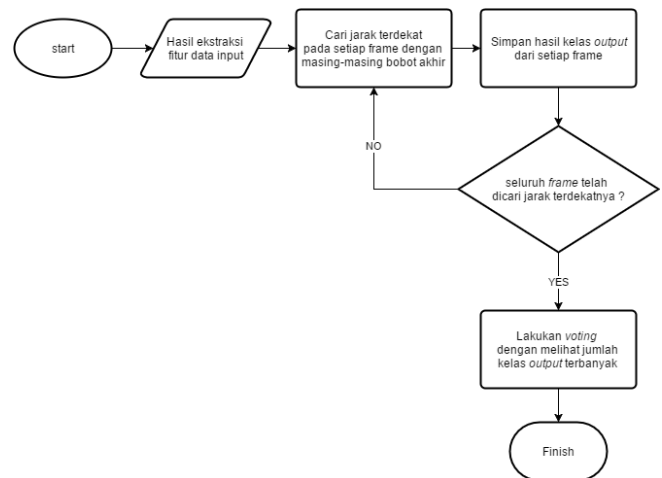 start
Hasil ekstraksi
fitur data input
Cari jarak terdekat
pada setiap frame dengan
masing-masing bobot akhir
Simpan hasil kelas output
dari setiap frame
NO
seluruh frame telah
dicari jarak terdekatnya ?
YES
Lakukan voting
dengan melihat jumlah
kelas output terbanyak
Finish